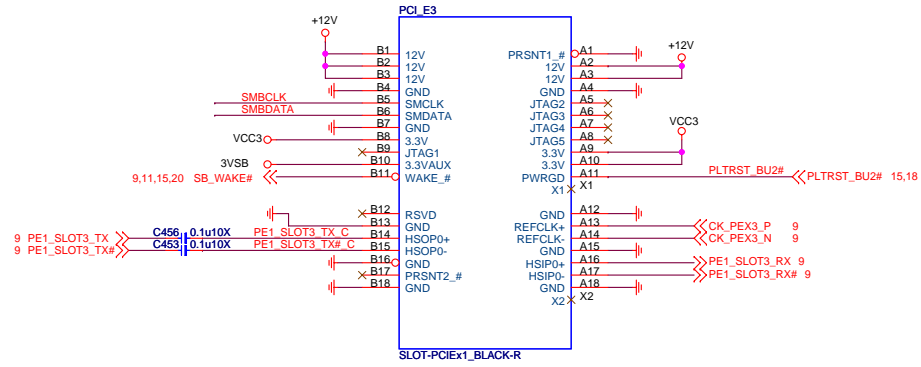 PCI_E3
+12V
B1 12V
B2 12V
B3 12V
B4 GND
SMBCLK B5 SMCLK
SMBDATA B6 SMDATA
B7 GND
VCC3 B8 3.3V
B9 JTAG1
3VSB B10 3.3VAUX
9,11,15,20 SB_WAKE# B11 WAKE_#
B12 RSVD
B13 GND
9 PE1_SLOT3_TX C456 0.1u10X PE1_SLOT3_TX_C B14 HSOP0+
9 PE1_SLOT3_TX# C453 0.1u10X PE1_SLOT3_TX#_C B15 HSOP0-
B16 GND
B17 PRSNT2_#
B18 GND
PRSNT1_# A1
+12V
12V A2
12V A3
GND A4
JTAG2 A5
JTAG3 A6
JTAG4 A7
JTAG5 A8
VCC3
3.3V A9
3.3V A10
PWRGD A11 PLTRST_BU2# PLTRST_BU2# 15,18
X1 X1
GND A12
REFCLK+ A13 CK_PEX3_P 9
REFCLK- A14 CK_PEX3_N 9
GND A15
HSIP0+ A16 PE1_SLOT3_RX 9
HSIP0- A17 PE1_SLOT3_RX# 9
GND A18
X2 X2
SLOT-PCIEx1_BLACK-R